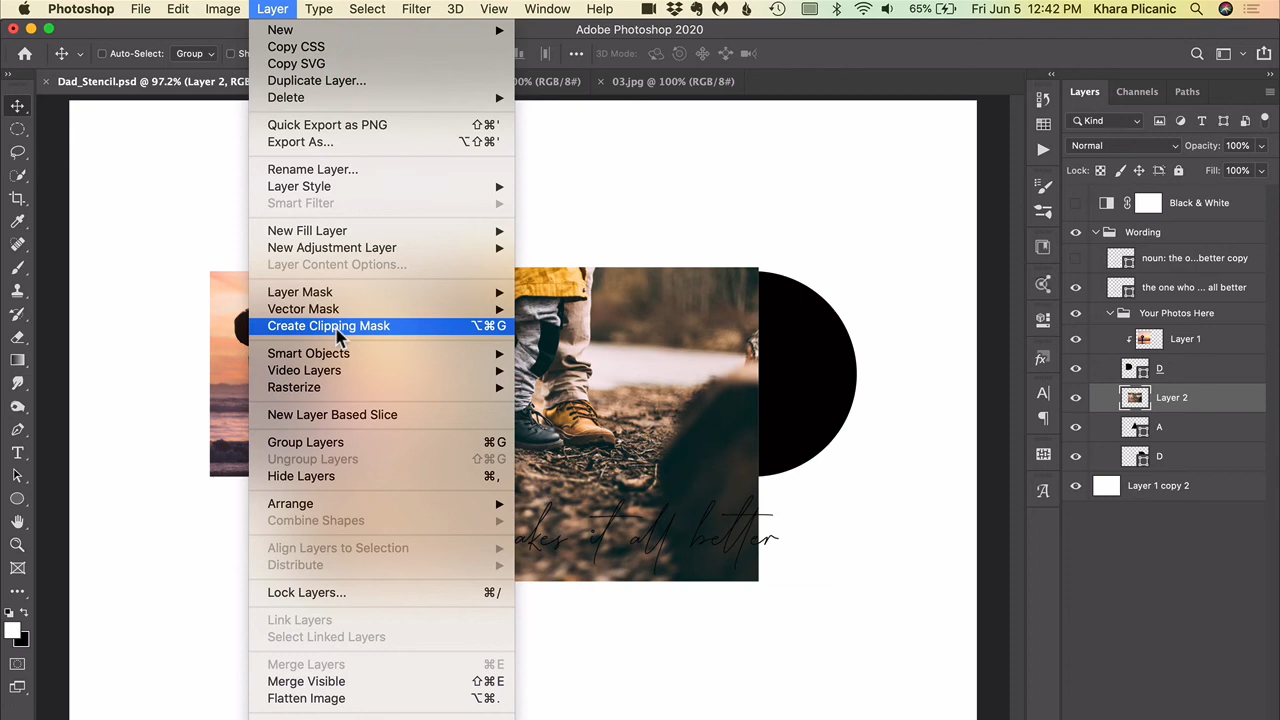 Photoshop File Edit Image Layer Type Select Filter 3D View Window Help 65% Fri Jun 5 12:42 PM Khara Plicanic
Adobe Photoshop 2020
Auto-Select: Group Sh 3D Mode:
Dad_Stencil.psd @ 97.2% (Layer 2, RG 00% (RGB/8#) 03.jpg @ 100% (RGB/8#)
New
Copy CSS
Copy SVG
Duplicate Layer...
Delete
Quick Export as PNG ⇧⌘'
Export As... ⌥⇧⌘'
Rename Layer...
Layer Style
Smart Filter
New Fill Layer
New Adjustment Layer
Layer Content Options...
Layer Mask
Vector Mask
Create Clipping Mask ⌥⌘G
Smart Objects
Video Layers
Rasterize
New Layer Based Slice
Group Layers ⌘G
Ungroup Layers ⇧⌘G
Hide Layers ⌘,
Arrange
Combine Shapes
Align Layers to Selection
Distribute
Lock Layers... ⌘/
Link Layers
Select Linked Layers
Merge Layers ⌘E
Merge Visible ⇧⌘E
Flatten Image ⌥⌘.
akes it all better
Layers Channels Paths
Kind
Normal Opacity: 100%
Lock: Fill: 100%
Black & White
Wording
noun: the o...better copy
the one who ... all better
Your Photos Here
Layer 1
D
Layer 2
A
D
Layer 1 copy 2